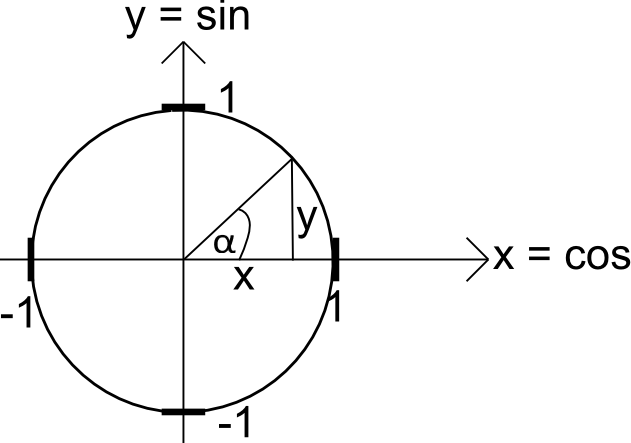 y = sin
1
y
α
x = cos
x
-1
1
-1